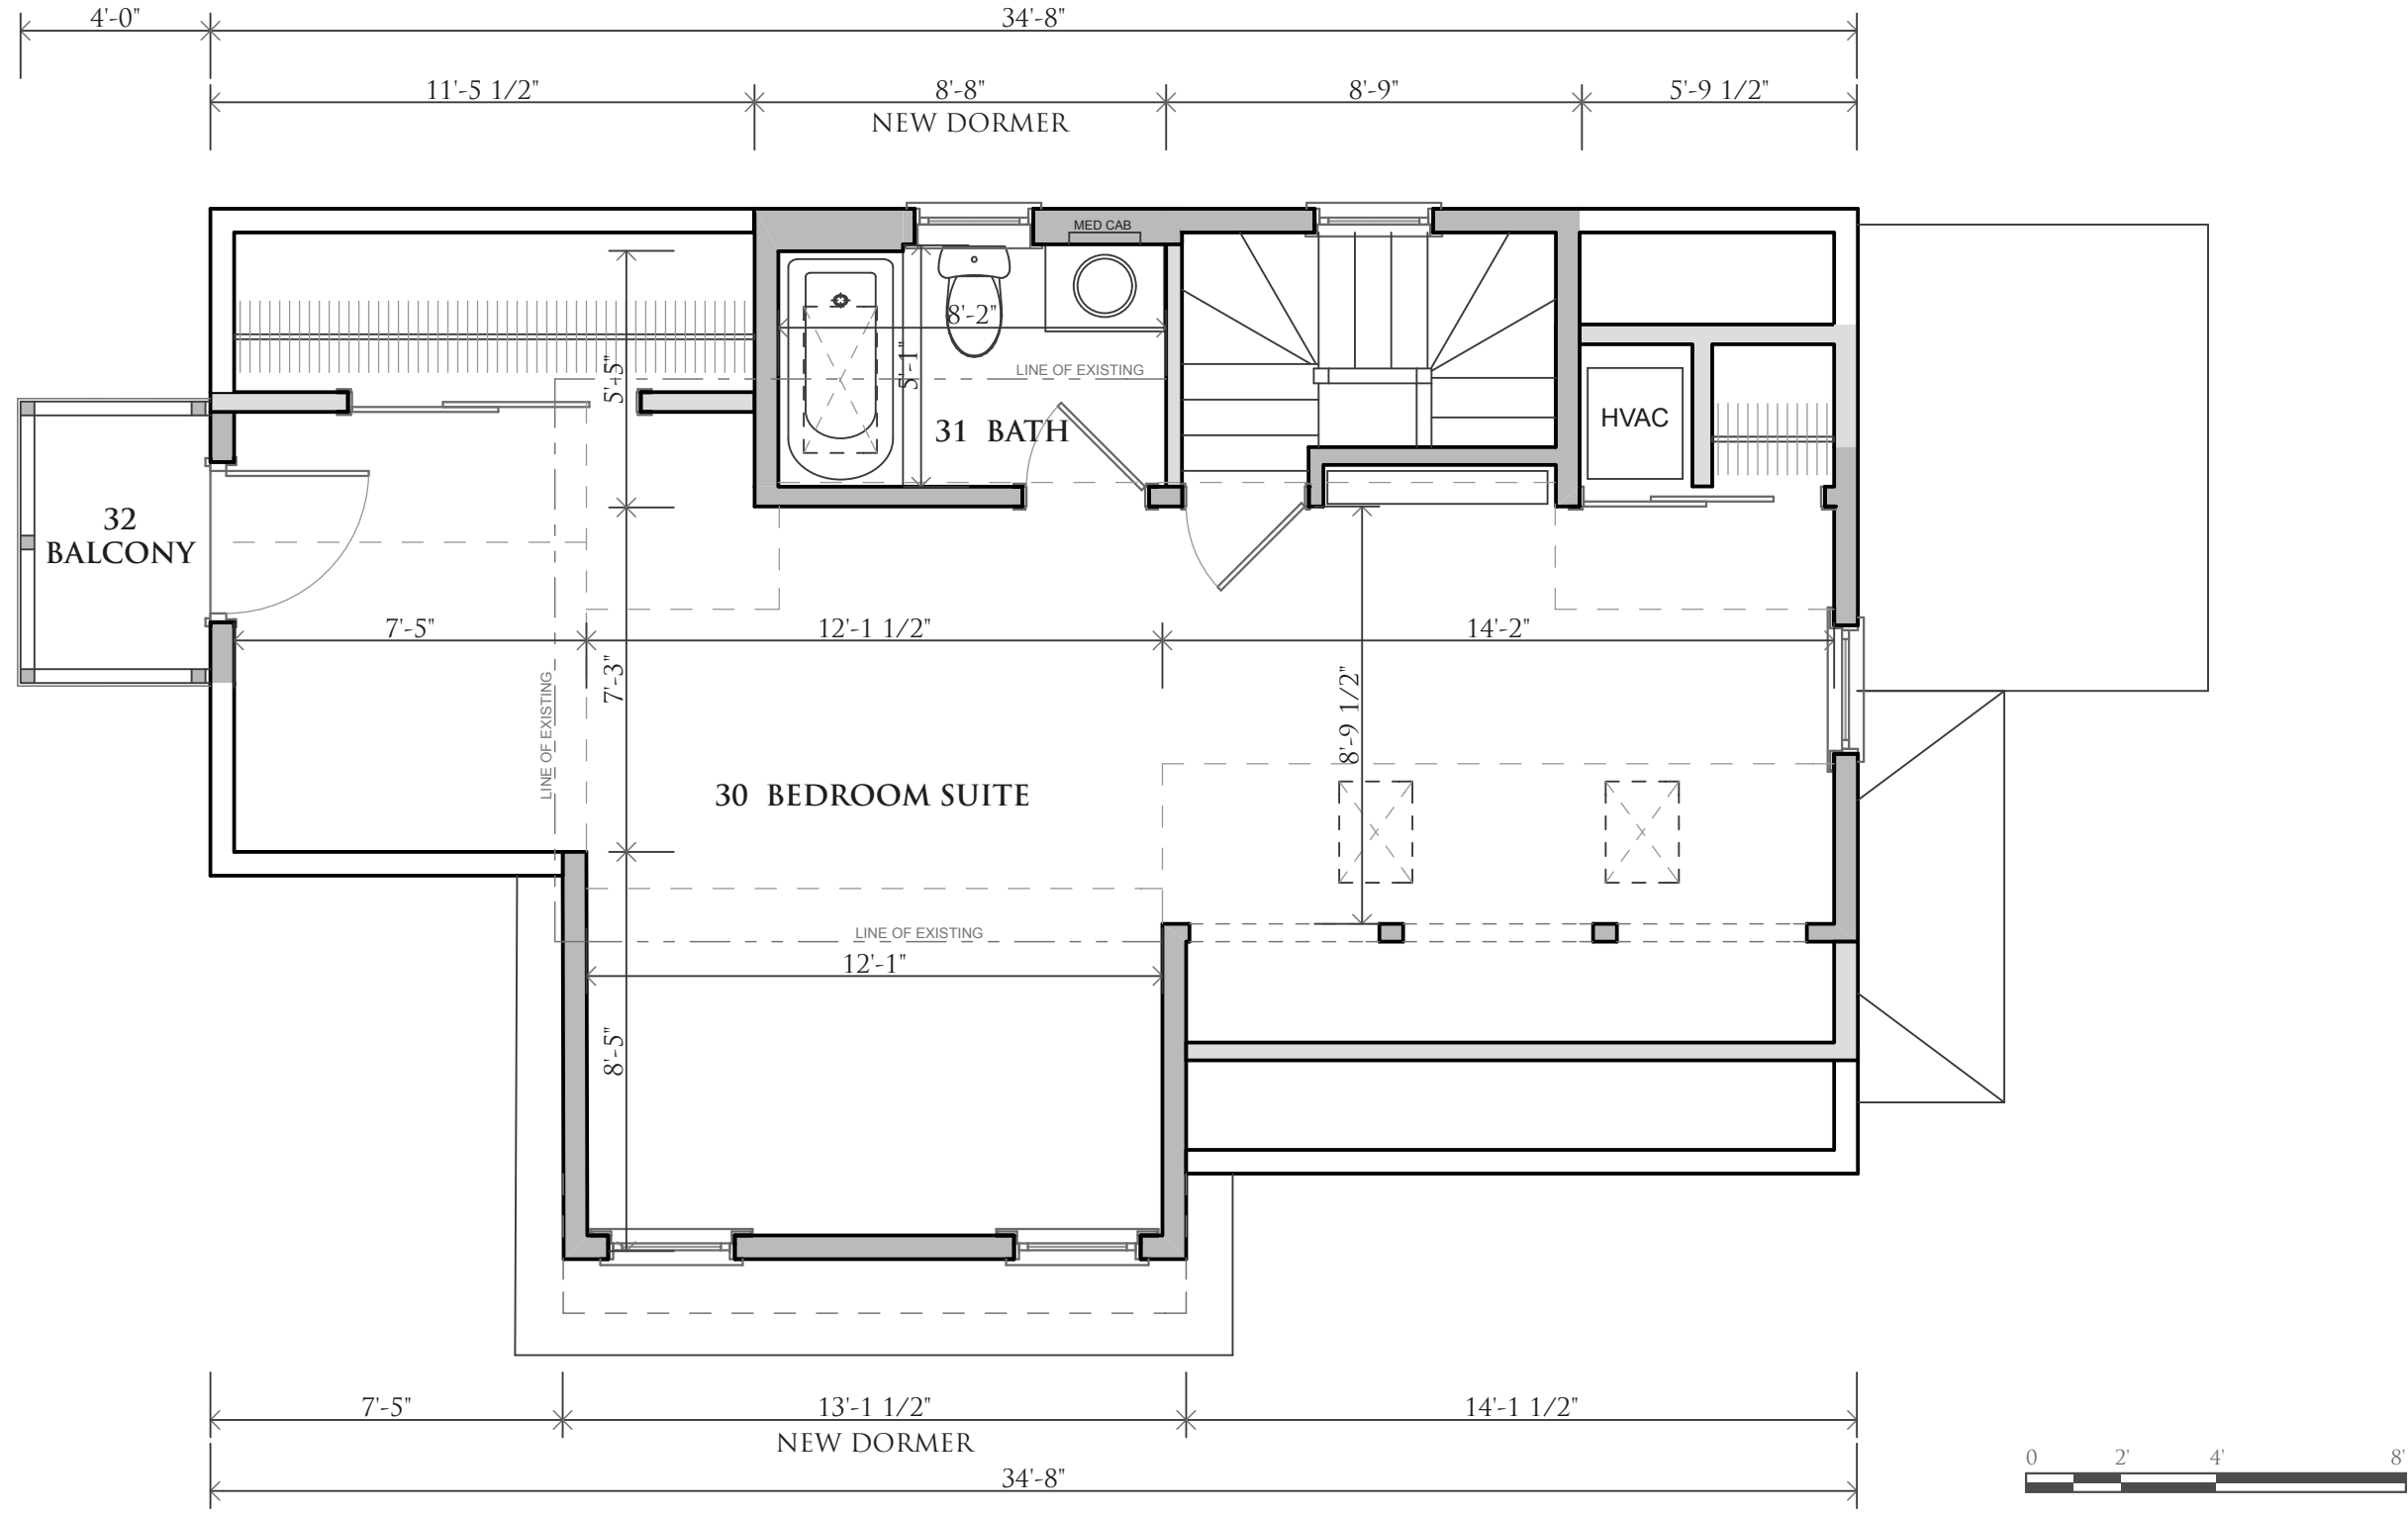 4'-0"
34'-8"
11'-5 1/2"
8'-8"
8'-9"
5'-9 1/2"
NEW DORMER
MED CAB
8'-2"
5'-5"
5'-1"
LINE OF EXISTING
HVAC
31 BATH
32
BALCONY
7'-5"
12'-1 1/2"
14'-2"
7'-3"
LINE OF EXISTING
8'-9 1/2"
30 BEDROOM SUITE
LINE OF EXISTING
12'-1"
8'-5"
7'-5"
13'-1 1/2"
14'-1 1/2"
NEW DORMER
34'-8"
0 2' 4' 8'